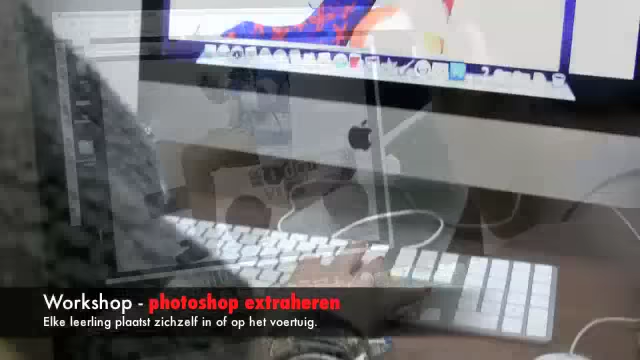 Workshop - photoshop extraheren
Elke leerling plaatst zichzelf in of op het voertuig.